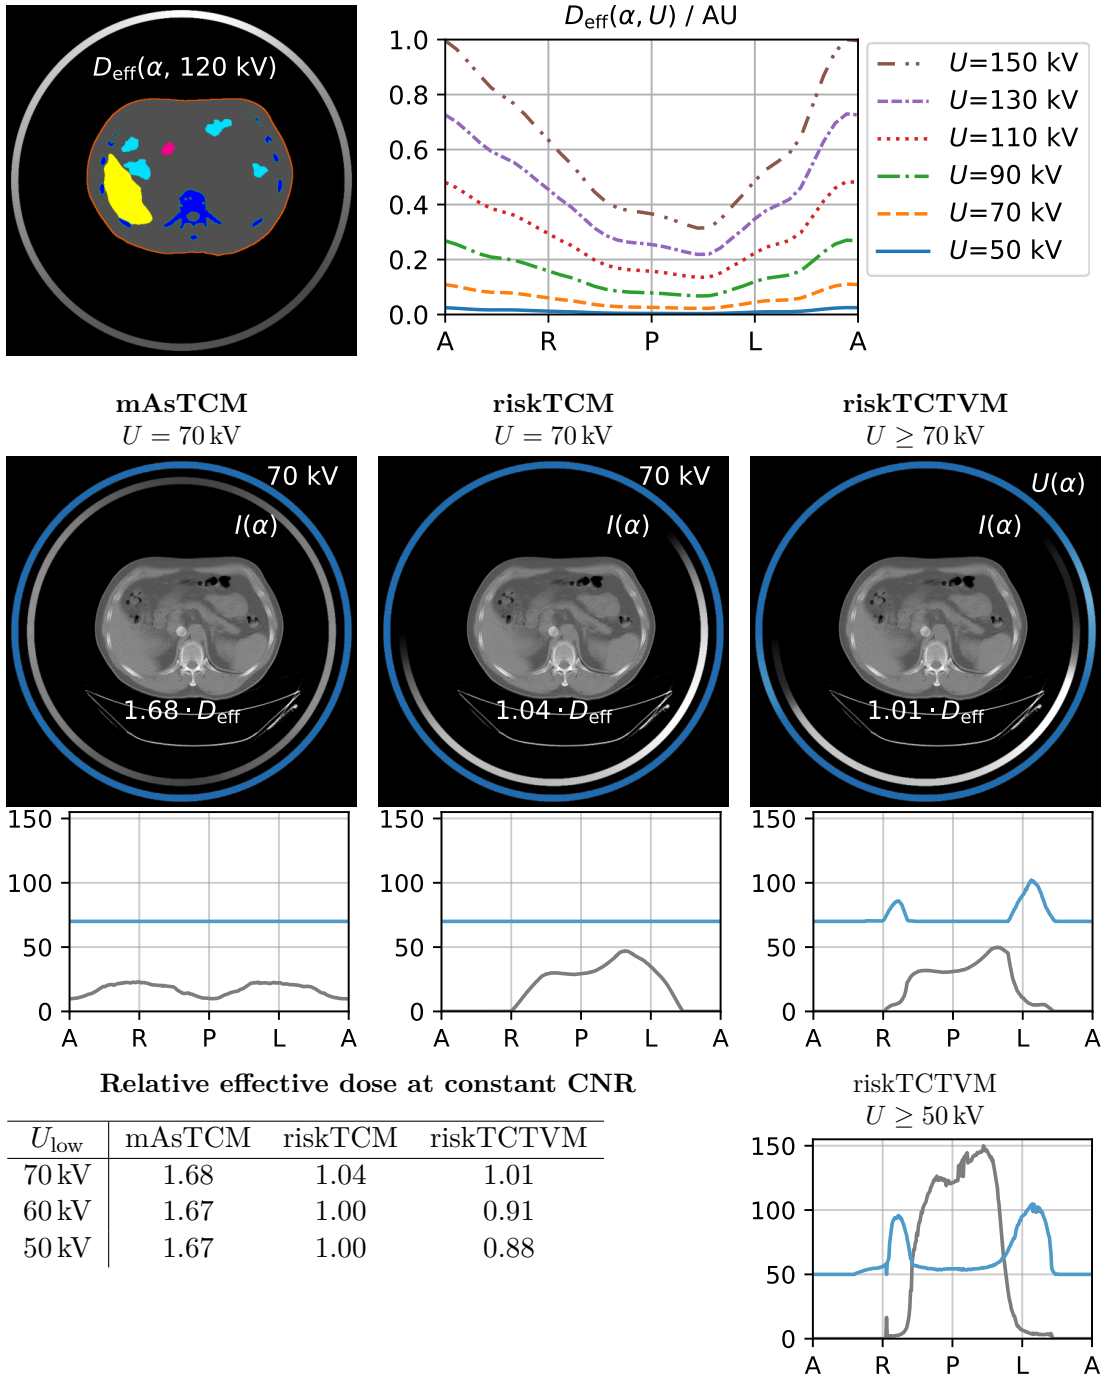 D_eff(α, U) / AU
D_eff(α, 120 kV)
1.0
0.8
0.6
0.4
0.2
0.0
A R P L A
U=150 kV
U=130 kV
U=110 kV
U=90 kV
U=70 kV
U=50 kV
mAsTCM
U = 70 kV
riskTCM
U = 70 kV
riskTCTVM
U ≥ 70 kV
70 kV
I(α)
1.68 · D_eff
70 kV
I(α)
1.04 · D_eff
U(α)
I(α)
1.01 · D_eff
150
100
50
0
A R P L A
150
100
50
0
A R P L A
150
100
50
0
A R P L A
Relative effective dose at constant CNR
U_low mAsTCM riskTCM riskTCTVM
70 kV 1.68 1.04 1.01
60 kV 1.67 1.00 0.91
50 kV 1.67 1.00 0.88
riskTCTVM
U ≥ 50 kV
150
100
50
0
A R P L A